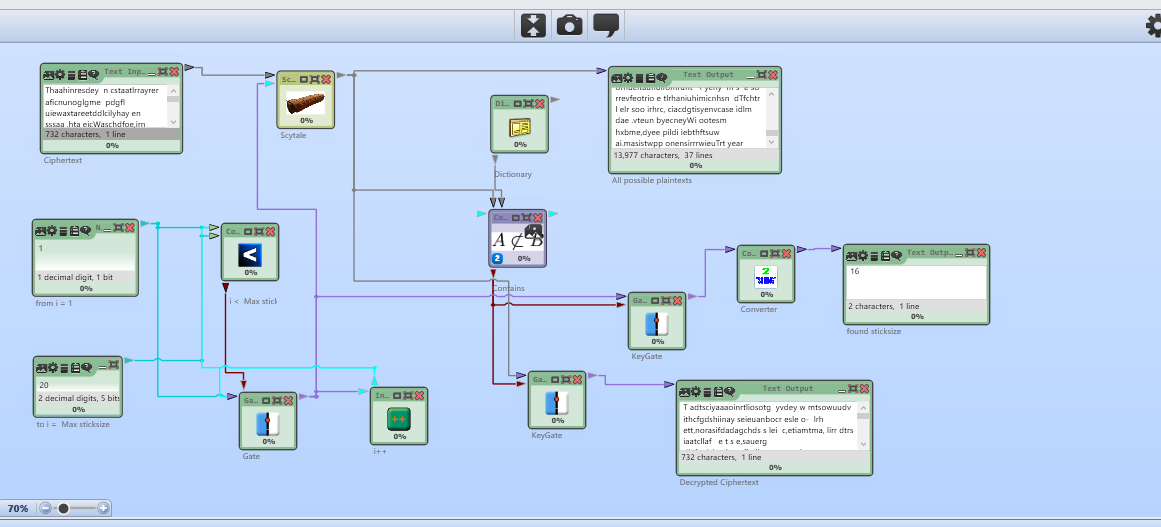 Text Inp...
Thaahinresdey n cstaatlrrayrer
aficnunoglgme pdgfl
uiewaxtareetddlcilyhay en
sssaa .hta eicWaschdfoe,irn
732 characters, 1 line
0%
Ciphertext
Sc...
0%
Scytale
Di...
0%
Dictionary
Text Output
rrevfeotrio e tlrhaniuhimicnhsn dTfchtr
l elr soo irhrc, ciacdgtisyenvcase idlm
dae .vteun byecneyWi ootesm
hxbme,dyee pildi iebthftsuw
ai.masistwpp onensirrrwieuTrt year
13,977 characters, 37 lines
0%
All possible plaintexts
N...
1
1 decimal digit, 1 bit
0%
from i = 1
Co...
<
0%
i < Max stick
Co...
A ⊄ B
2
0%
Contains
Ga...
0%
KeyGate
Co...
2
0%
Converter
Text Outp...
16
2 characters, 1 line
0%
found sticksize
20
2 decimal digits, 5 bits
0%
to i = Max sticksize
Ga...
0%
Gate
In...
++
0%
i++
Ga...
0%
KeyGate
Text Output
T adtsciyaaaoinrtliosotg yvdey w mtsowuudv
ithcfgdshiinay seieuanbocr esle o- lrh
ett,norasifdadagchds s lei c,etiamtma, lirr dtrs
iaatcllaf e t s e,sauerg
732 characters, 1 line
0%
Decrypted Ciphertext
70%